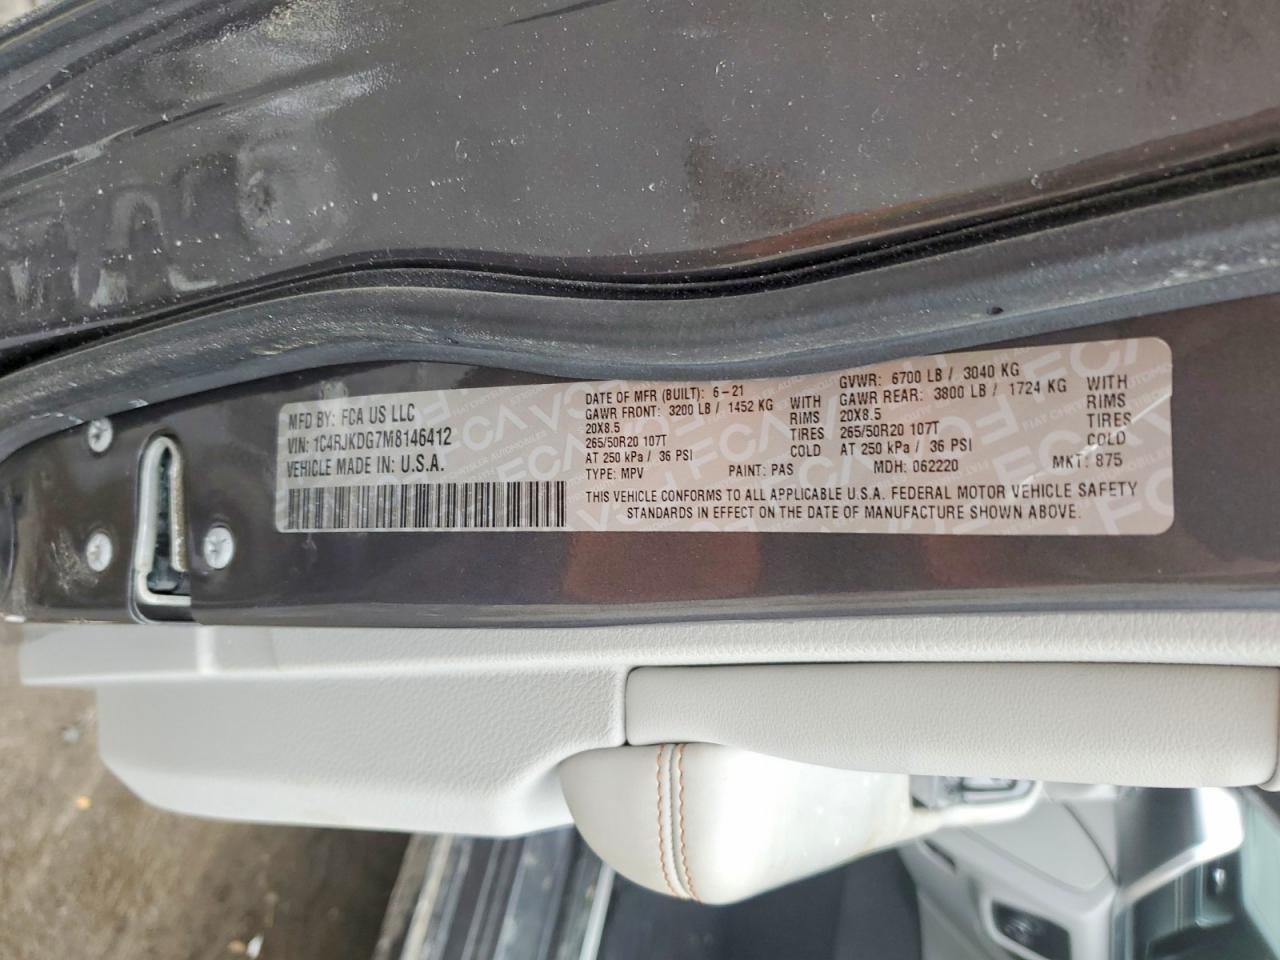 MFD BY: FCA US LLC
VIN: 1C4RJKDG7M8146412
VEHICLE MADE IN: U.S.A.
DATE OF MFR (BUILT): 6-21
GAWR FRONT: 3200 LB / 1452 KG WITH
20X8.5 RIMS
265/50R20 107T TIRES
AT 250 kPa / 36 PSI COLD
GVWR: 6700 LB / 3040 KG
GAWR REAR: 3800 LB / 1724 KG WITH
20X8.5 RIMS
265/50R20 107T TIRES
AT 250 kPa / 36 PSI COLD
TYPE: MPV PAINT: PAS MDH: 062220 MKT: 875
THIS VEHICLE CONFORMS TO ALL APPLICABLE U.S.A. FEDERAL MOTOR VEHICLE SAFETY
STANDARDS IN EFFECT ON THE DATE OF MANUFACTURE SHOWN ABOVE.